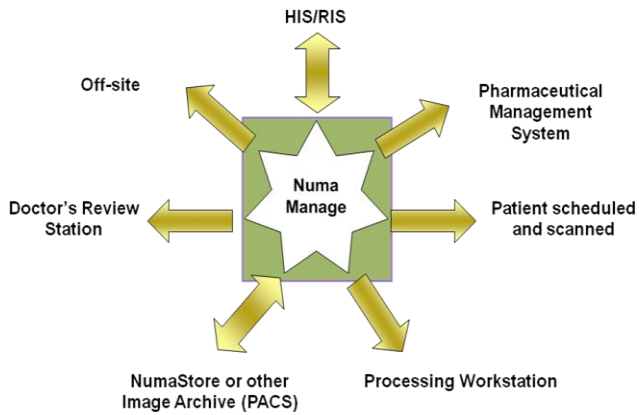 HIS/RIS
Off-site
Pharmaceutical
Management
System
Numa
Manage
Doctor's Review
Station
Patient scheduled
and scanned
NumaStore or other
Image Archive (PACS)
Processing Workstation